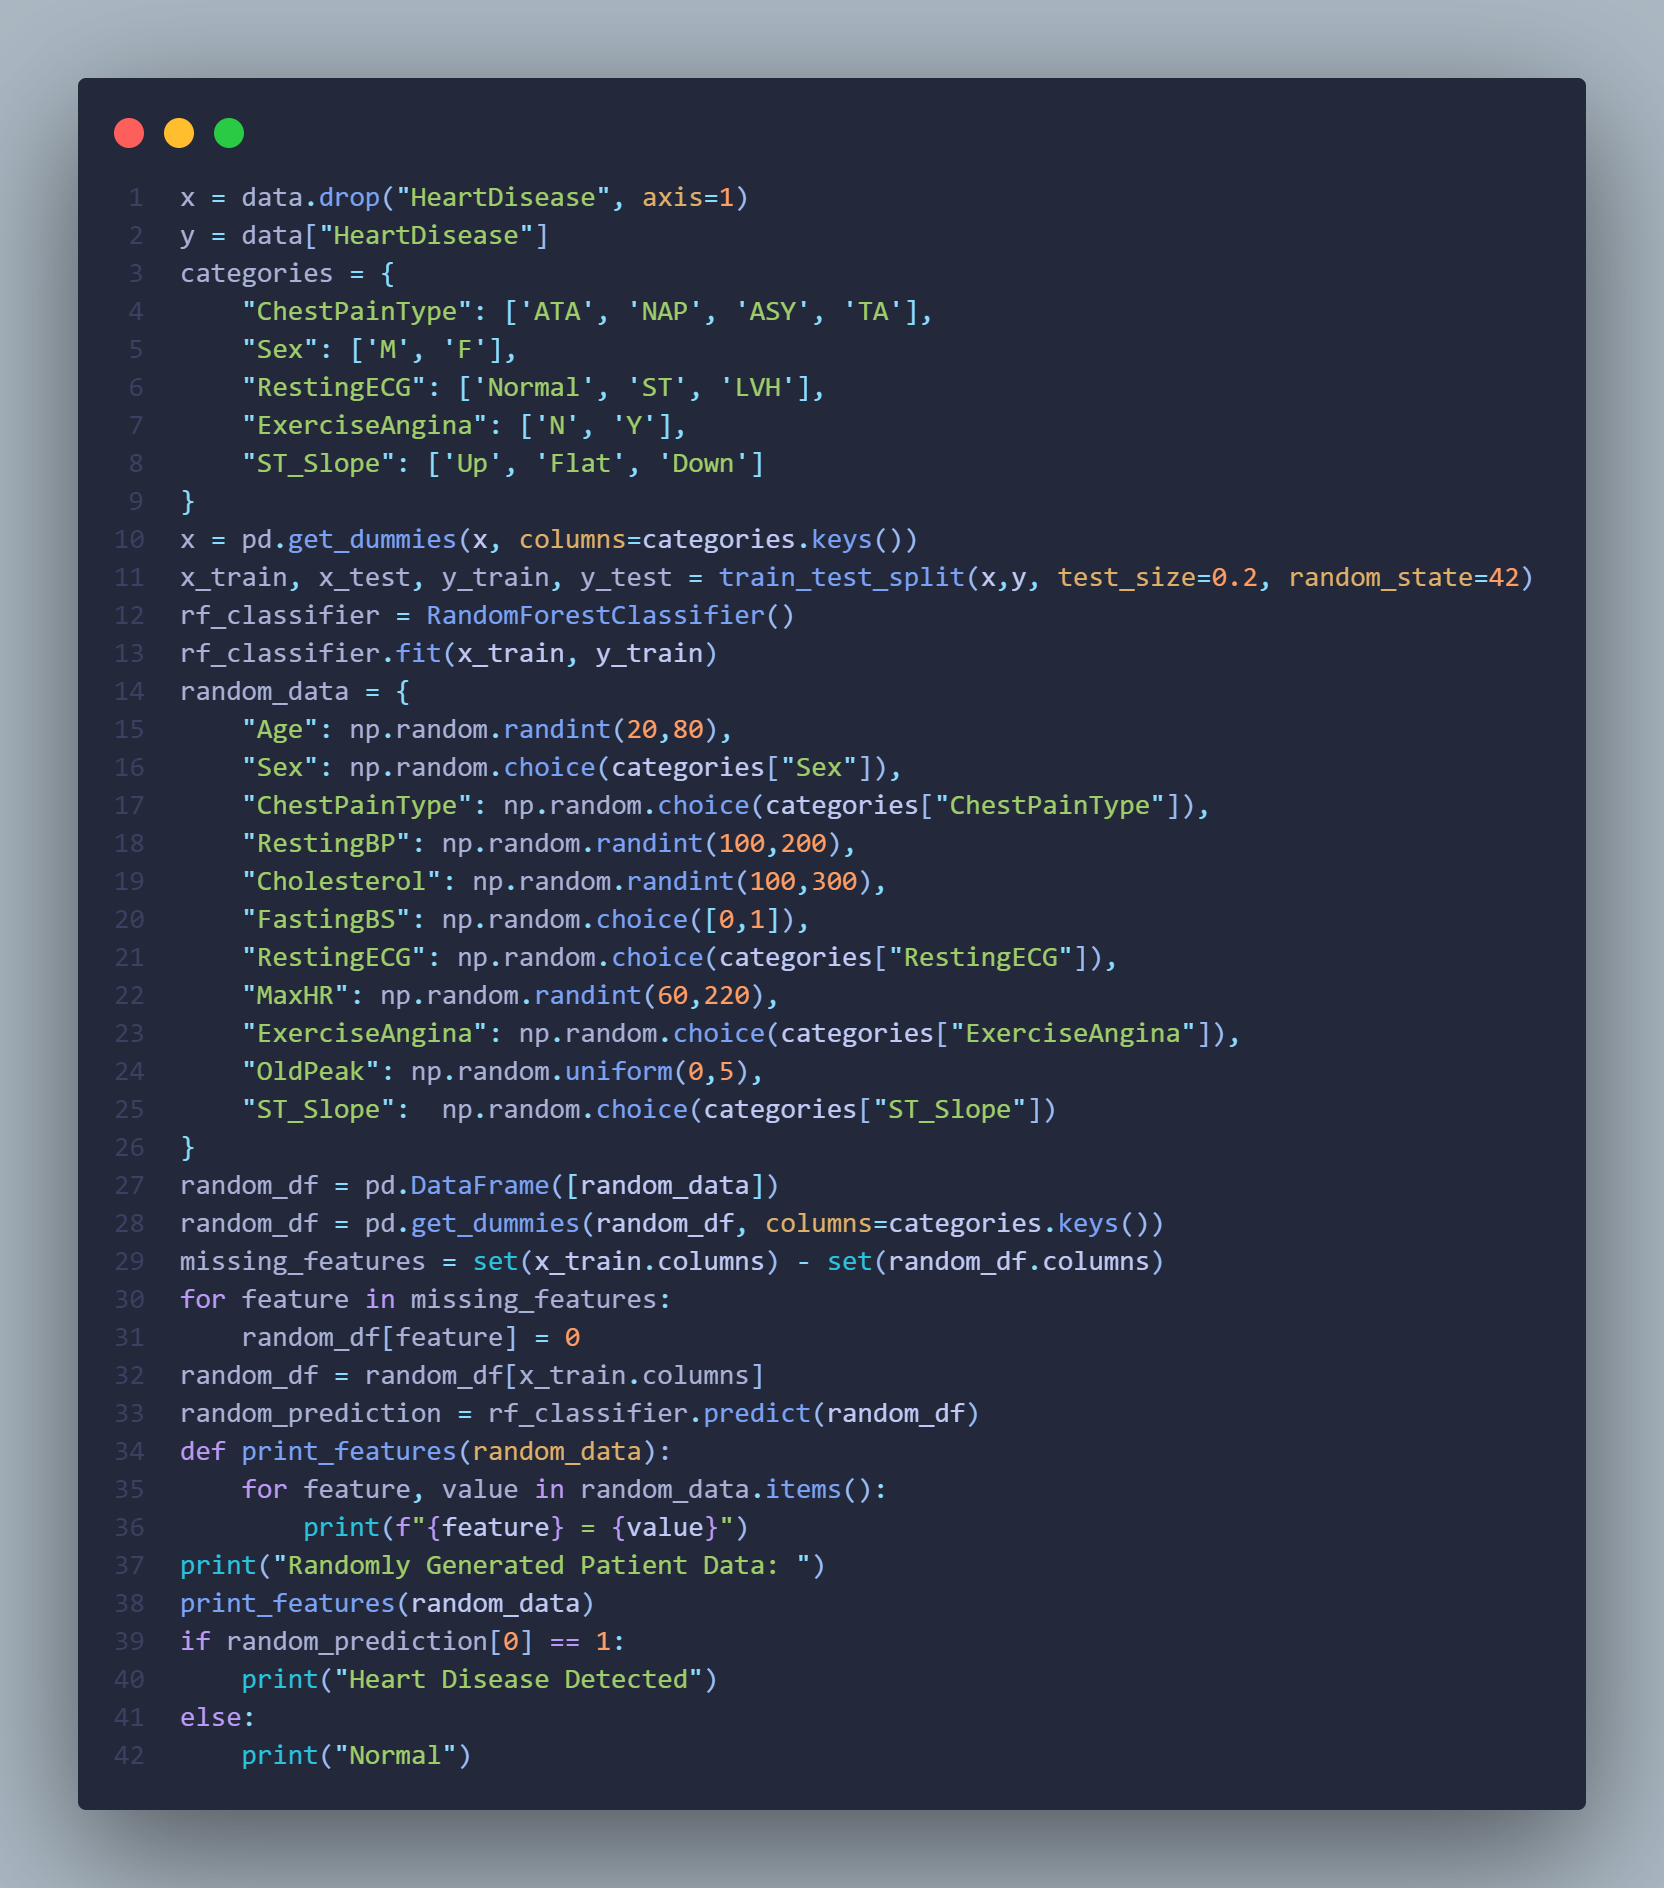 1 x = data.drop("HeartDisease", axis=1)
2 y = data["HeartDisease"]
3 categories = {
4     "ChestPainType": ['ATA', 'NAP', 'ASY', 'TA'],
5     "Sex": ['M', 'F'],
6     "RestingECG": ['Normal', 'ST', 'LVH'],
7     "ExerciseAngina": ['N', 'Y'],
8     "ST_Slope": ['Up', 'Flat', 'Down']
9 }
10 x = pd.get_dummies(x, columns=categories.keys())
11 x_train, x_test, y_train, y_test = train_test_split(x,y, test_size=0.2, random_state=42)
12 rf_classifier = RandomForestClassifier()
13 rf_classifier.fit(x_train, y_train)
14 random_data = {
15     "Age": np.random.randint(20,80),
16     "Sex": np.random.choice(categories["Sex"]),
17     "ChestPainType": np.random.choice(categories["ChestPainType"]),
18     "RestingBP": np.random.randint(100,200),
19     "Cholesterol": np.random.randint(100,300),
20     "FastingBS": np.random.choice([0,1]),
21     "RestingECG": np.random.choice(categories["RestingECG"]),
22     "MaxHR": np.random.randint(60,220),
23     "ExerciseAngina": np.random.choice(categories["ExerciseAngina"]),
24     "OldPeak": np.random.uniform(0,5),
25     "ST_Slope":  np.random.choice(categories["ST_Slope"])
26 }
27 random_df = pd.DataFrame([random_data])
28 random_df = pd.get_dummies(random_df, columns=categories.keys())
29 missing_features = set(x_train.columns) - set(random_df.columns)
30 for feature in missing_features:
31     random_df[feature] = 0
32 random_df = random_df[x_train.columns]
33 random_prediction = rf_classifier.predict(random_df)
34 def print_features(random_data):
35     for feature, value in random_data.items():
36         print(f"{feature} = {value}")
37 print("Randomly Generated Patient Data: ")
38 print_features(random_data)
39 if random_prediction[0] == 1:
40     print("Heart Disease Detected")
41 else:
42     print("Normal")